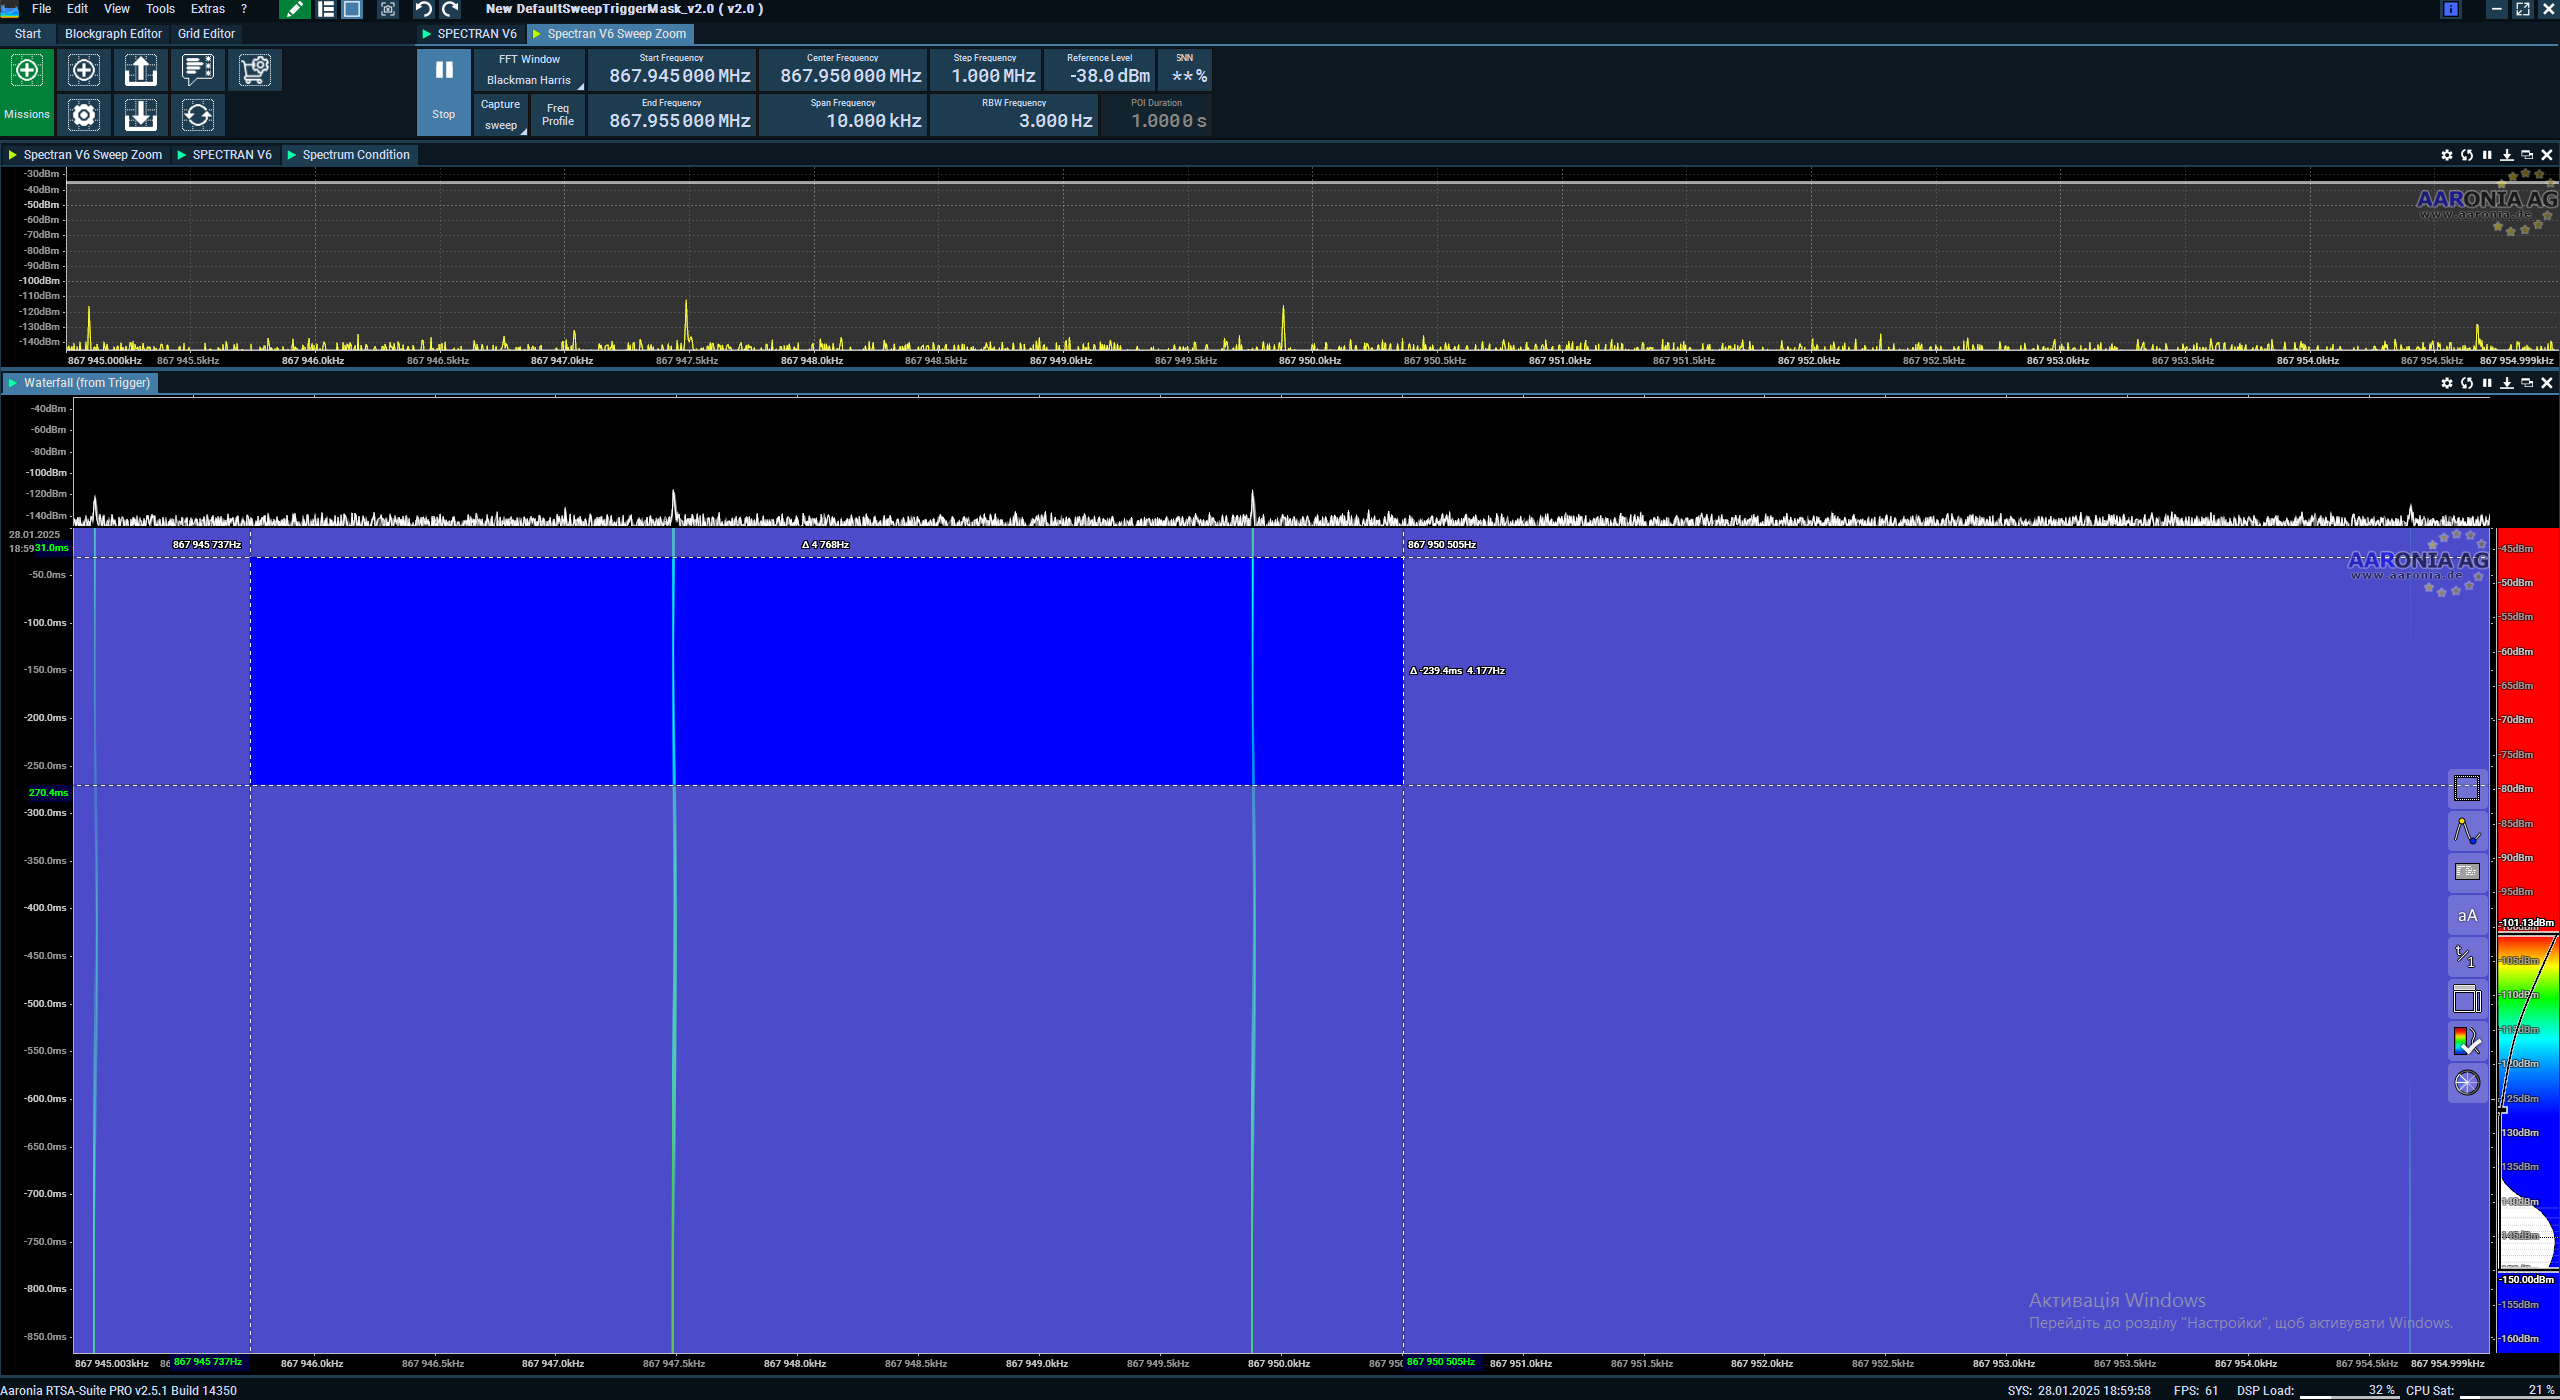 File Edit View Tools Extras ? New DefaultSweepTriggerMask_v2.0 ( v2.0 )
Start Blockgraph Editor Grid Editor SPECTRAN V6 Spectran V6 Sweep Zoom
Missions
Stop
FFT Window
Blackman Harris
Capture
sweep
Freq
Profile
Start Frequency
867.945000 MHz
Center Frequency
867.950000 MHz
Step Frequency
1.000 MHz
Reference Level
-38.0 dBm
SNN
**%
End Frequency
867.955000 MHz
Span Frequency
10.000 kHz
RBW Frequency
3.000 Hz
POI Duration
1.0000 s
Spectran V6 Sweep Zoom SPECTRAN V6 Spectrum Condition
-30dBm
-40dBm
-50dBm
-60dBm
-70dBm
-80dBm
-90dBm
-100dBm
-110dBm
-120dBm
-130dBm
-140dBm
AARONIA AG
www.aaronia.de
867 945.000kHz 867 945.5kHz 867 946.0kHz 867 946.5kHz 867 947.0kHz 867 947.5kHz 867 948.0kHz 867 948.5kHz 867 949.0kHz 867 949.5kHz 867 950.0kHz 867 950.5kHz 867 951.0kHz 867 951.5kHz 867 952.0kHz 867 952.5kHz 867 953.0kHz 867 953.5kHz 867 954.0kHz 867 954.5kHz 867 954.999kHz
Waterfall (from Trigger)
-40dBm
-60dBm
-80dBm
-100dBm
-120dBm
-140dBm
28.01.2025
18:59 31.0ms
867 945 737Hz Δ 4 768Hz 867 950 505Hz
AARONIA AG
www.aaronia.de
Δ -239.4ms 4.177Hz
-50.0ms
-100.0ms
-150.0ms
-200.0ms
-250.0ms
270.4ms
-300.0ms
-350.0ms
-400.0ms
-450.0ms
-500.0ms
-550.0ms
-600.0ms
-650.0ms
-700.0ms
-750.0ms
-800.0ms
-850.0ms
-45dBm
-50dBm
-55dBm
-60dBm
-65dBm
-70dBm
-75dBm
-80dBm
-85dBm
-90dBm
-95dBm
-101.13dBm
-105dBm
-110dBm
-115dBm
-120dBm
-125dBm
-130dBm
-135dBm
-140dBm
-145dBm
-150.00dBm
-155dBm
-160dBm
aA
t/1
Активація Windows
Перейдіть до розділу "Настройки", щоб активувати Windows.
867 945.003kHz 867 945 737Hz 867 946.0kHz 867 946.5kHz 867 947.0kHz 867 947.5kHz 867 948.0kHz 867 948.5kHz 867 949.0kHz 867 949.5kHz 867 950.0kHz 867 950 505Hz 867 951.0kHz 867 951.5kHz 867 952.0kHz 867 952.5kHz 867 953.0kHz 867 953.5kHz 867 954.0kHz 867 954.5kHz 867 954.999kHz
Aaronia RTSA-Suite PRO v2.5.1 Build 14350 SYS: 28.01.2025 18:59:58 FPS: 61 DSP Load: 32 % CPU Sat: 21 %